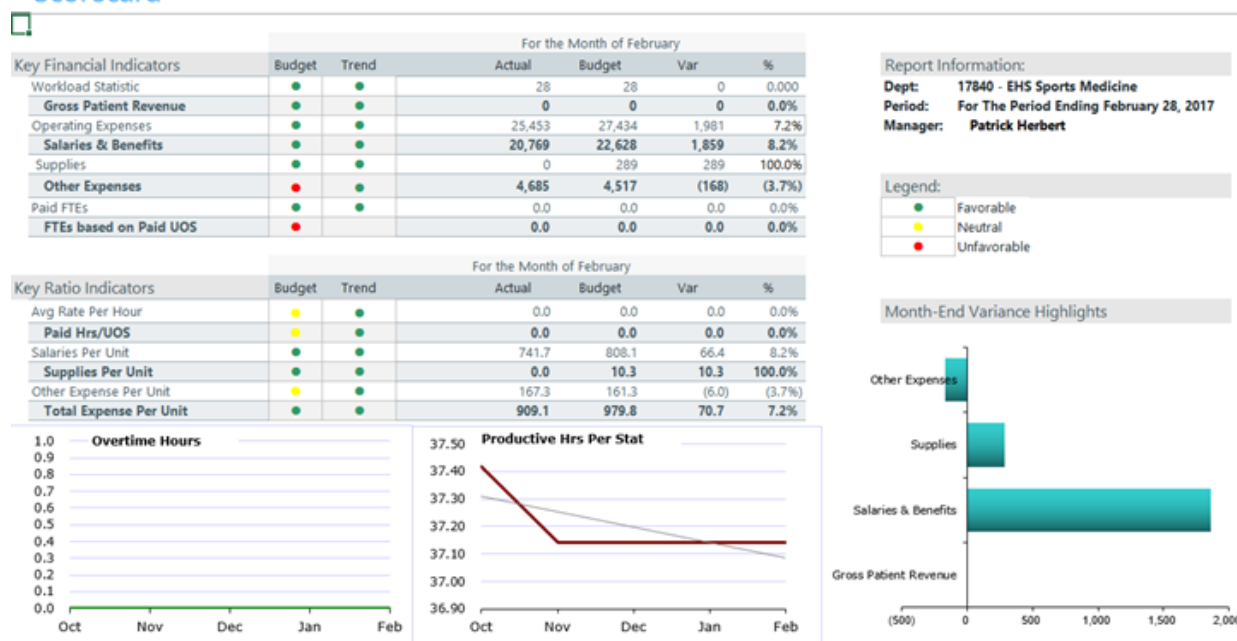 For the Month of February
Key Financial Indicators Budget Trend Actual Budget Var %
Workload Statistic 28 28 0 0.000
Gross Patient Revenue 0 0 0 0.0%
Operating Expenses 25,453 27,434 1,981 7.2%
Salaries & Benefits 20,769 22,628 1,859 8.2%
Supplies 0 289 289 100.0%
Other Expenses 4,685 4,517 (168) (3.7%)
Paid FTEs 0.0 0.0 0.0 0.0%
FTEs based on Paid UOS 0.0 0.0 0.0 0.0%
For the Month of February
Key Ratio Indicators Budget Trend Actual Budget Var %
Avg Rate Per Hour 0.0 0.0 0.0 0.0%
Paid Hrs/UOS 0.0 0.0 0.0 0.0%
Salaries Per Unit 741.7 808.1 66.4 8.2%
Supplies Per Unit 0.0 10.3 10.3 100.0%
Other Expense Per Unit 167.3 161.3 (6.0) (3.7%)
Total Expense Per Unit 909.1 979.8 70.7 7.2%
Report Information:
Dept: 17840 - EHS Sports Medicine
Period: For The Period Ending February 28, 2017
Manager: Patrick Herbert
Legend:
Favorable
Neutral
Unfavorable
Overtime Hours
1.0
0.9
0.8
0.7
0.6
0.5
0.4
0.3
0.2
0.1
0.0
Oct Nov Dec Jan Feb
Productive Hrs Per Stat
37.50
37.40
37.30
37.20
37.10
37.00
36.90
Oct Nov Dec Jan Feb
Month-End Variance Highlights
Other Expenses
Supplies
Salaries & Benefits
Gross Patient Revenue
(500) 0 500 1,000 1,500